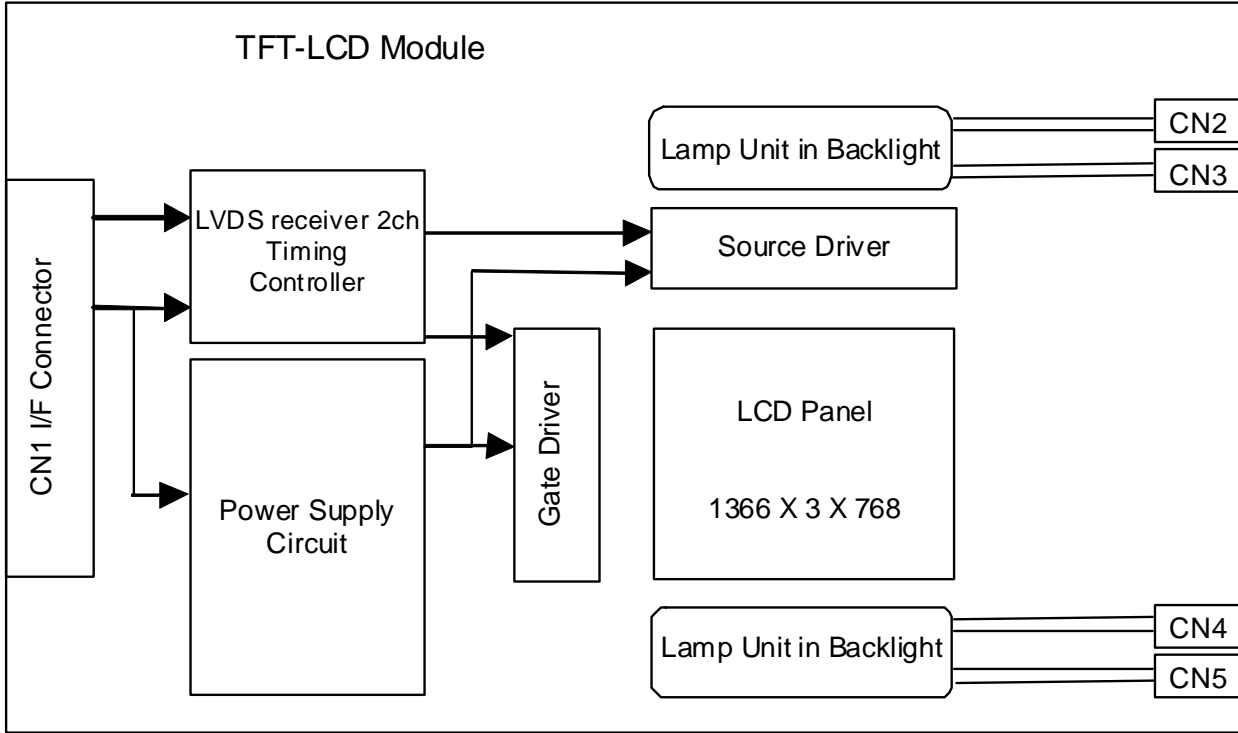 TFT-LCD Module
Lamp Unit in Backlight
CN2
CN3
CN1 I/F Connector
LVDS receiver 2ch
Timing
Controller
Source Driver
Power Supply
Circuit
Gate Driver
LCD Panel
1366 X 3 X 768
Lamp Unit in Backlight
CN4
CN5